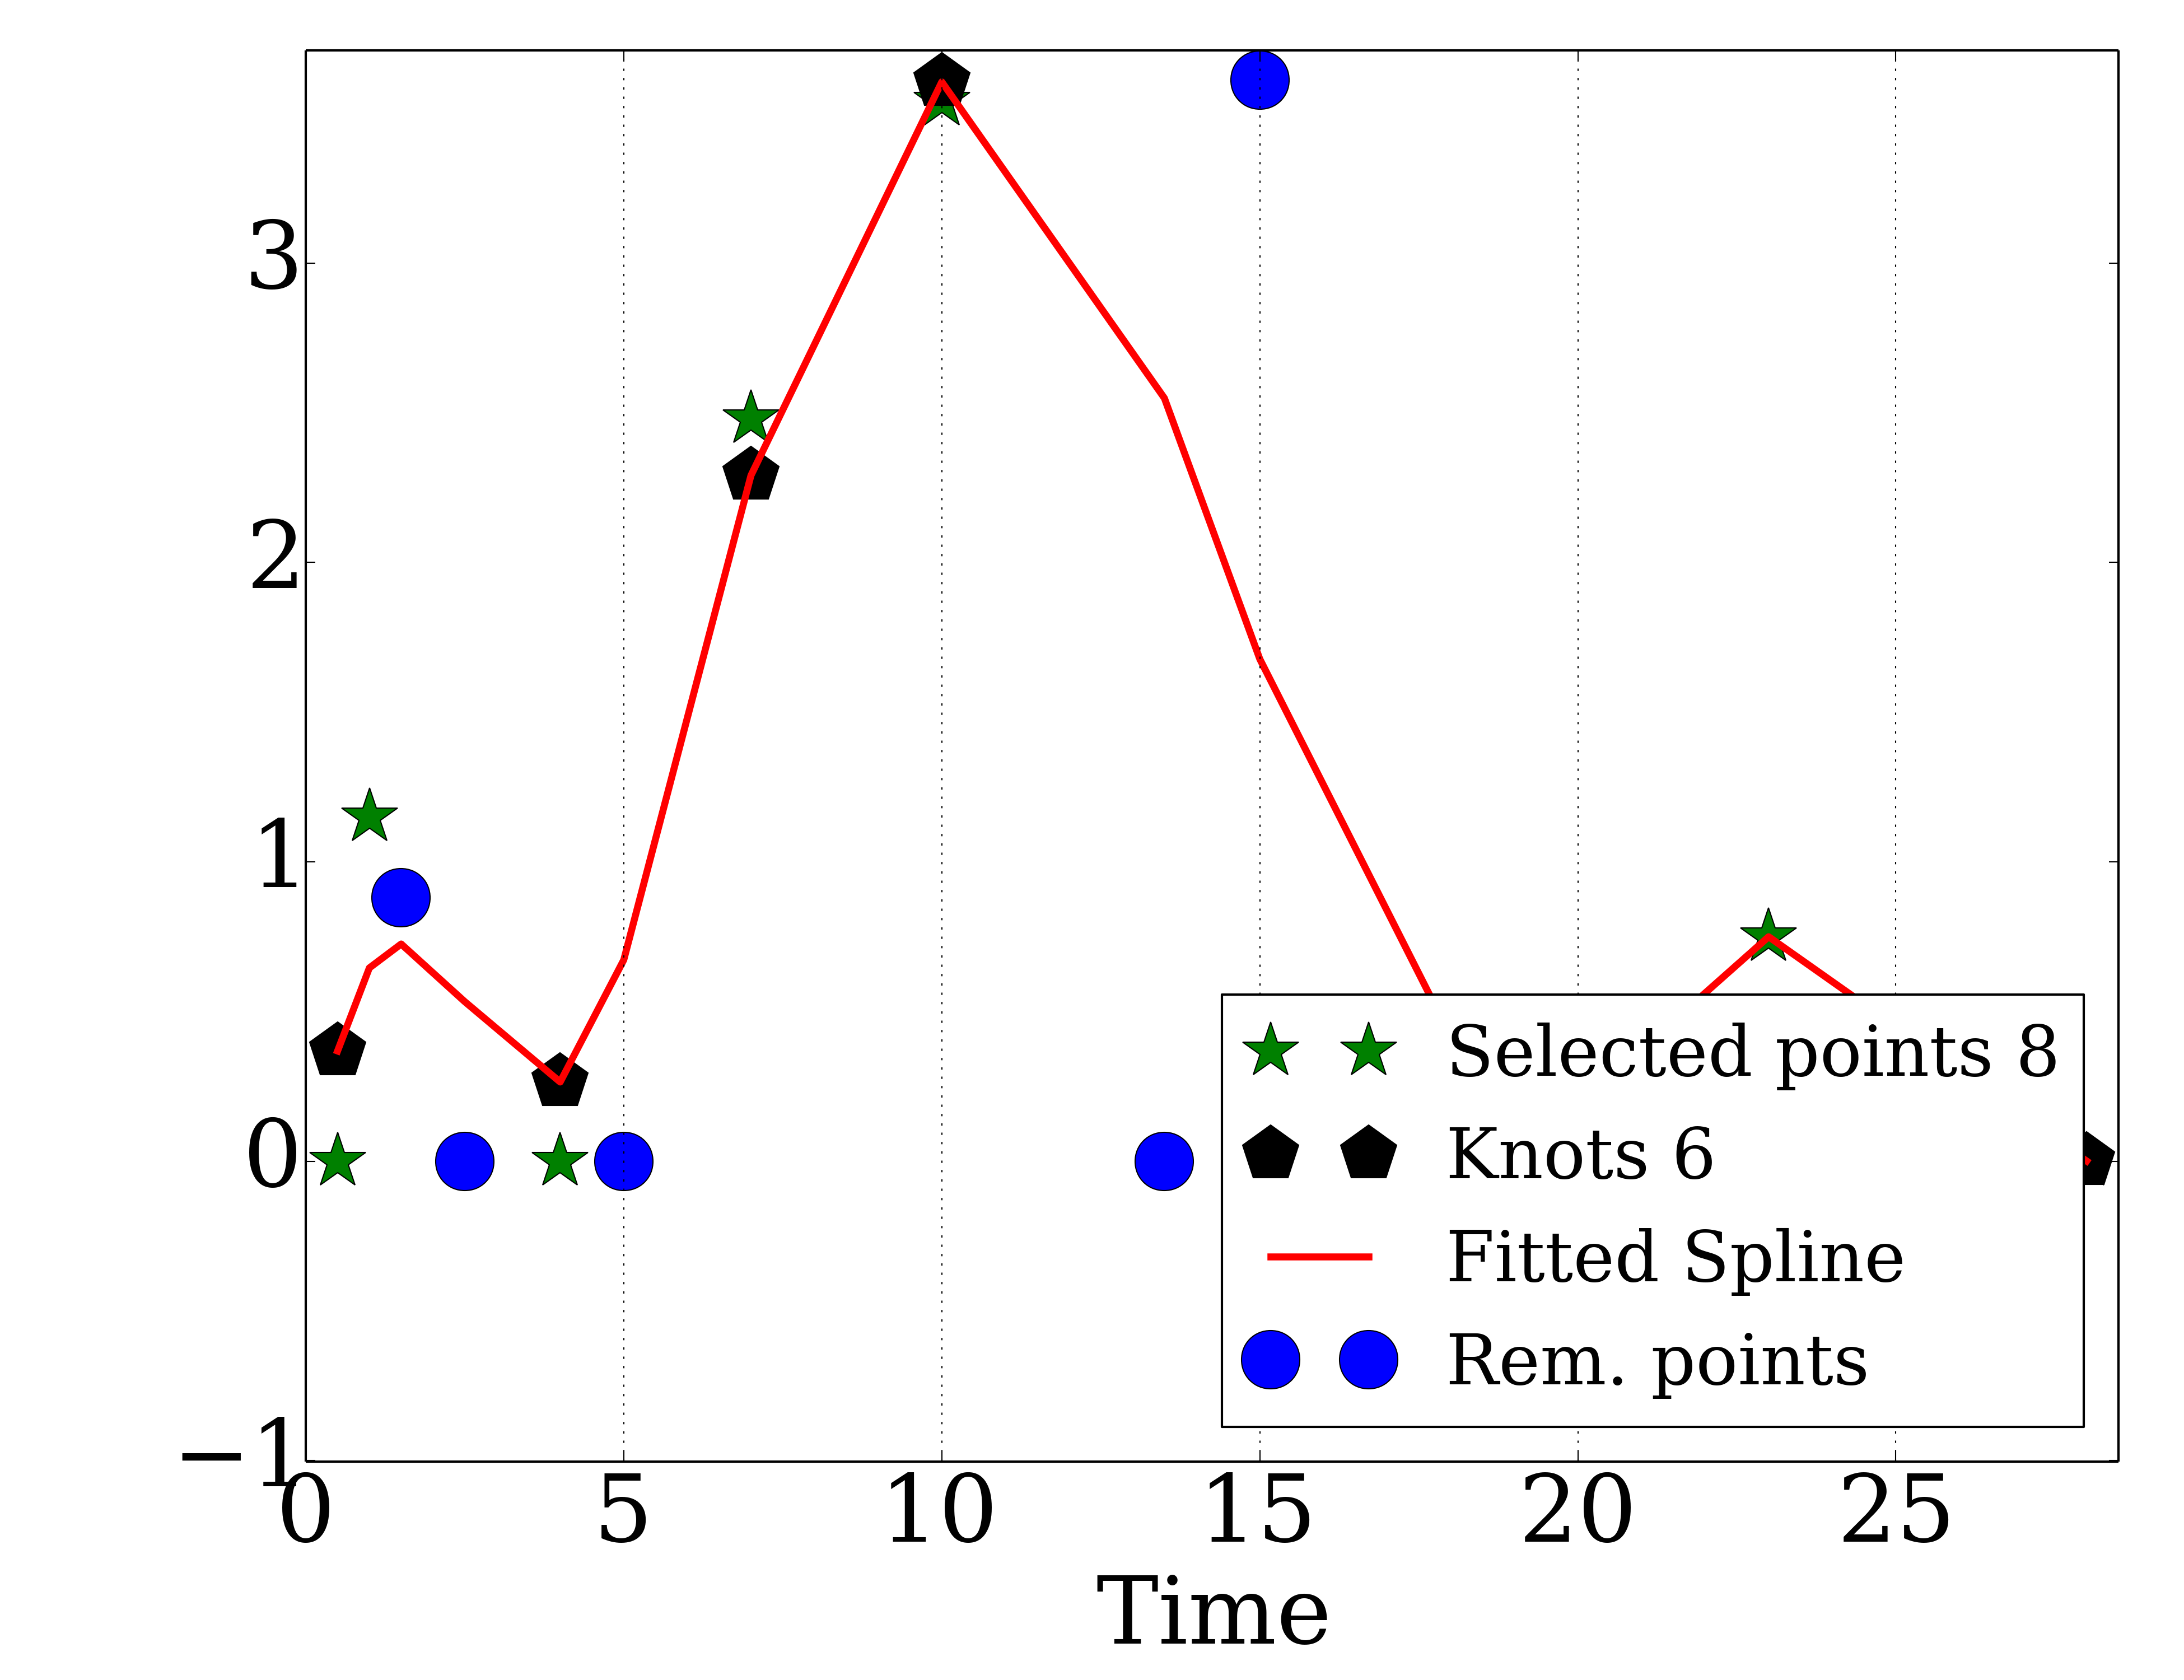 3
2
1
0
−1
0 5 10 15 20 25
Time
Selected points 8
Knots 6
Fitted Spline
Rem. points